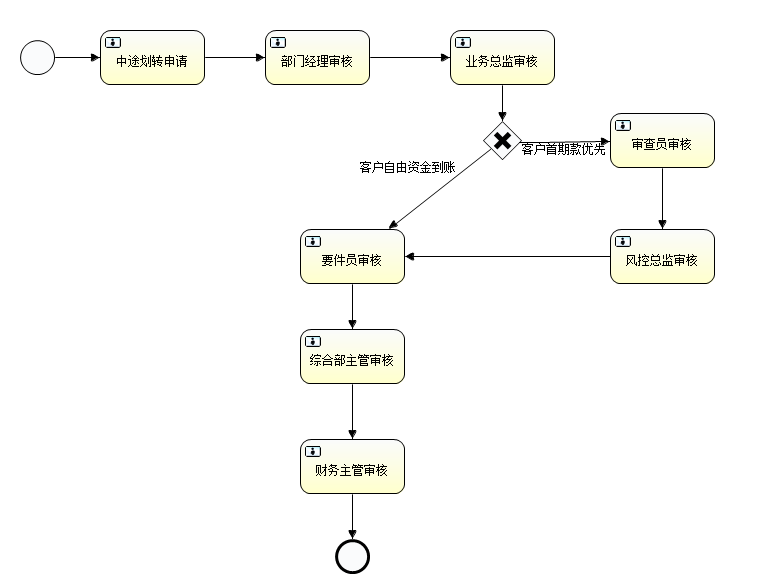 中途划转申请
部门经理审核
业务总监审核
客户首期款优先
审查员审核
客户自由资金到账
要件员审核
风控总监审核
综合部主管审核
财务主管审核